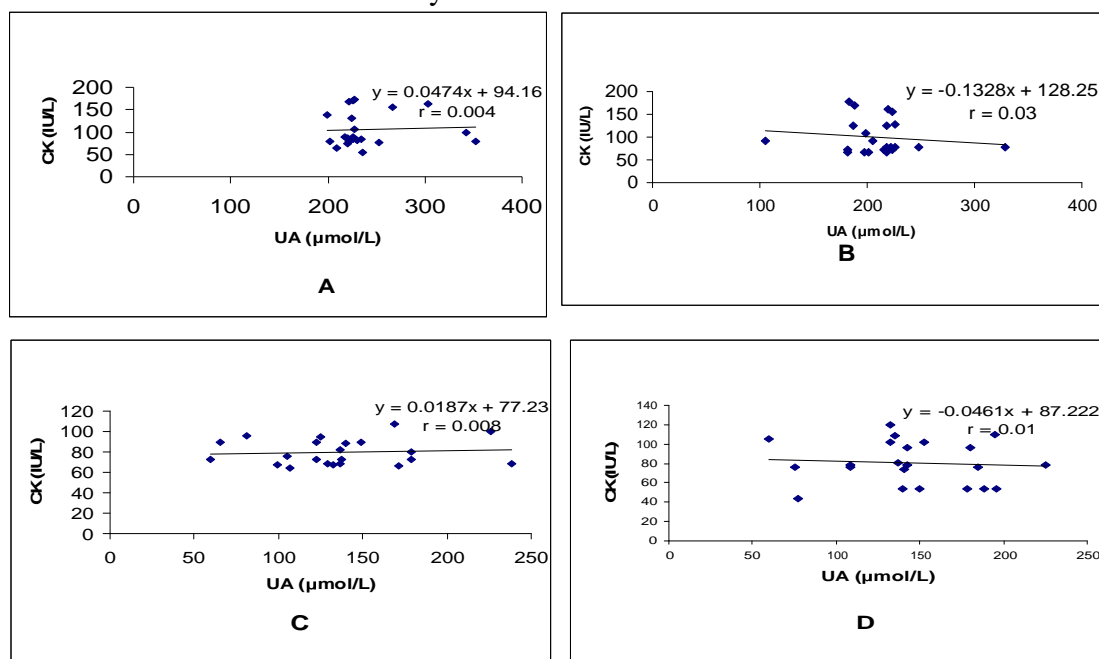 y
y = 0.0474x + 94.16
r = 0.004
CK (IU/L)
200
150
100
50
0
0 100 200 300 400
UA (µmol/L)
A
y = -0.1328x + 128.25
r = 0.03
CK (IU/L)
200
150
100
50
0
0 100 200 300 400
UA (µmol/L)
B
y = 0.0187x + 77.23
r = 0.008
CK (IU/L)
120
100
80
60
40
20
0
0 50 100 150 200 250
UA (µmol/L)
C
y = -0.0461x + 87.222
r = 0.01
CK(IU/L)
140
120
100
80
60
40
20
0
0 50 100 150 200 250
UA (µmol/L)
D